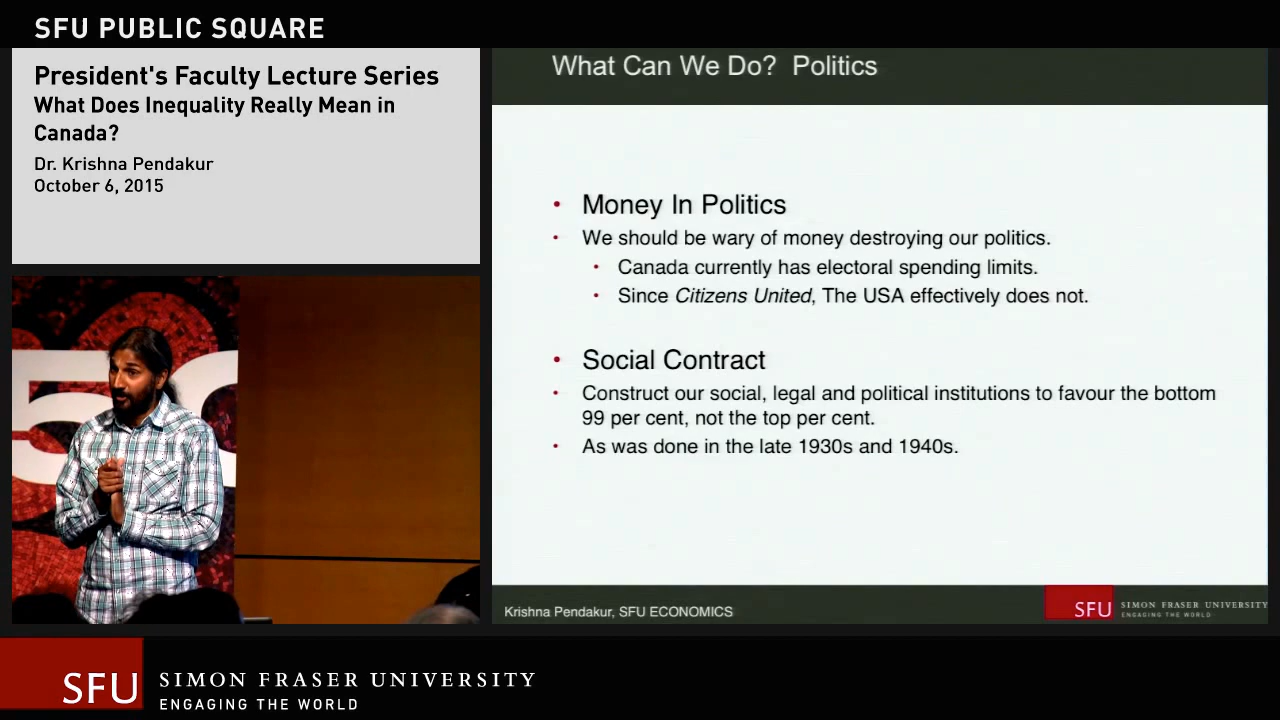 SFU PUBLIC SQUARE
President's Faculty Lecture Series
What Does Inequality Really Mean in
Canada?
Dr. Krishna Pendakur
October 6, 2015
What Can We Do? Politics
• Money In Politics
• We should be wary of money destroying our politics.
• Canada currently has electoral spending limits.
• Since Citizens United, The USA effectively does not.
• Social Contract
• Construct our social, legal and political institutions to favour the bottom
99 per cent, not the top per cent.
• As was done in the late 1930s and 1940s.
Krishna Pendakur, SFU ECONOMICS
SFU SIMON FRASER UNIVERSITY
ENGAGING THE WORLD
50
SFU SIMON FRASER UNIVERSITY
ENGAGING THE WORLD